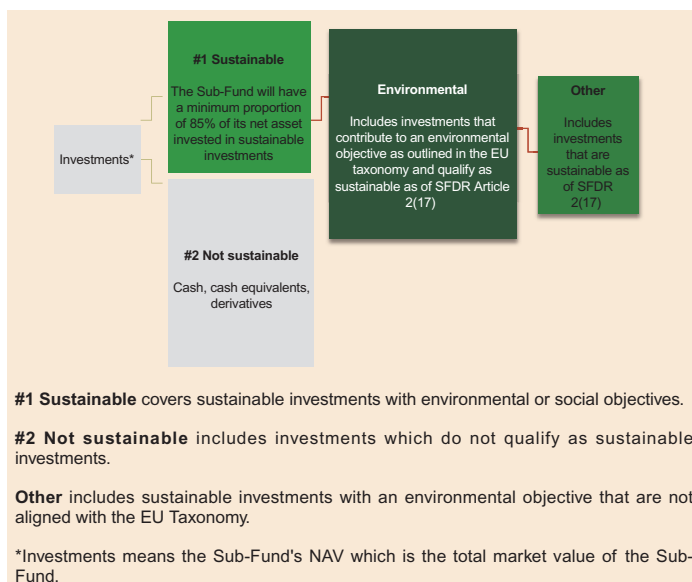 Investments*
#1 Sustainable
The Sub-Fund will have
a minimum proportion
of 85% of its net asset
invested in sustainable
investments
#2 Not sustainable
Cash, cash equivalents,
derivatives
Environmental
Includes investments that
contribute to an environmental
objective as outlined in the EU
taxonomy and qualify as
sustainable as of SFDR Article
2(17)
Other
Includes
investments
that are
sustainable as
of SFDR
2(17)
#1 Sustainable covers sustainable investments with environmental or social objectives.
#2 Not sustainable includes investments which do not qualify as sustainable
investments.
Other includes sustainable investments with an environmental objective that are not
aligned with the EU Taxonomy.
*Investments means the Sub-Fund's NAV which is the total market value of the Sub-
Fund.